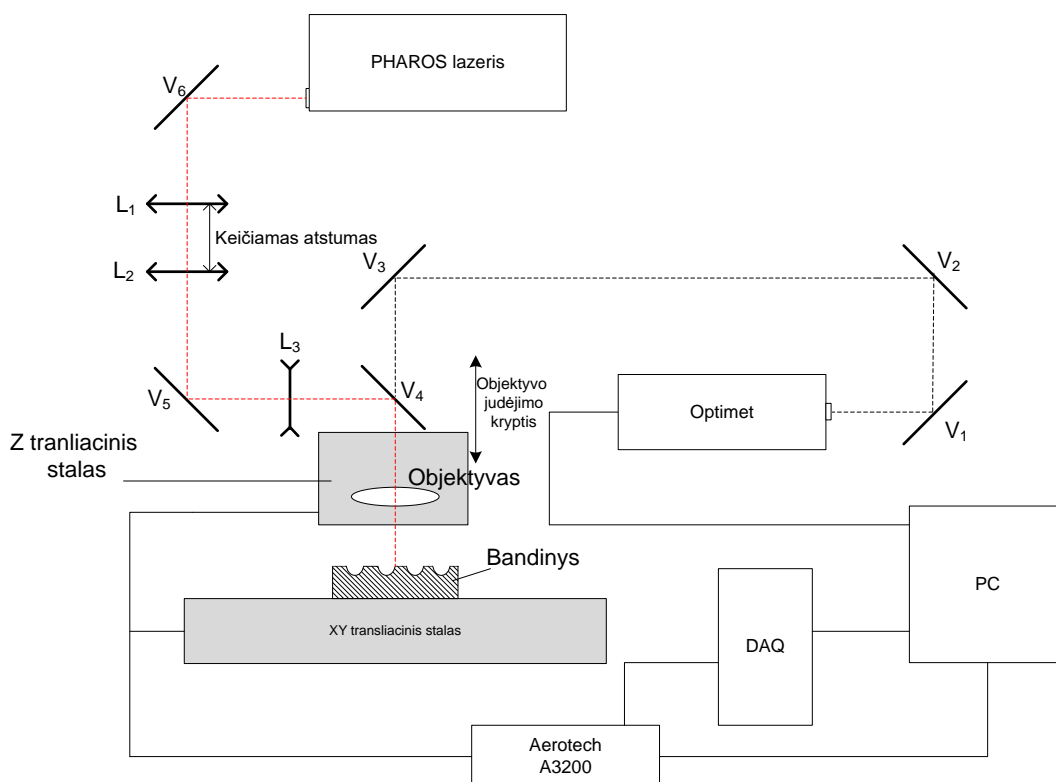 PHAROS lazeris
V6
L1
Keičiamas atstumas
L2
V3
V2
L3
V5
V4
Objektyvo
judėjimo
kryptis
Optimet
V1
Z tranliacinis
stalas
Objektyvas
Bandinys
PC
XY transliacinis stalas
DAQ
Aerotech
A3200